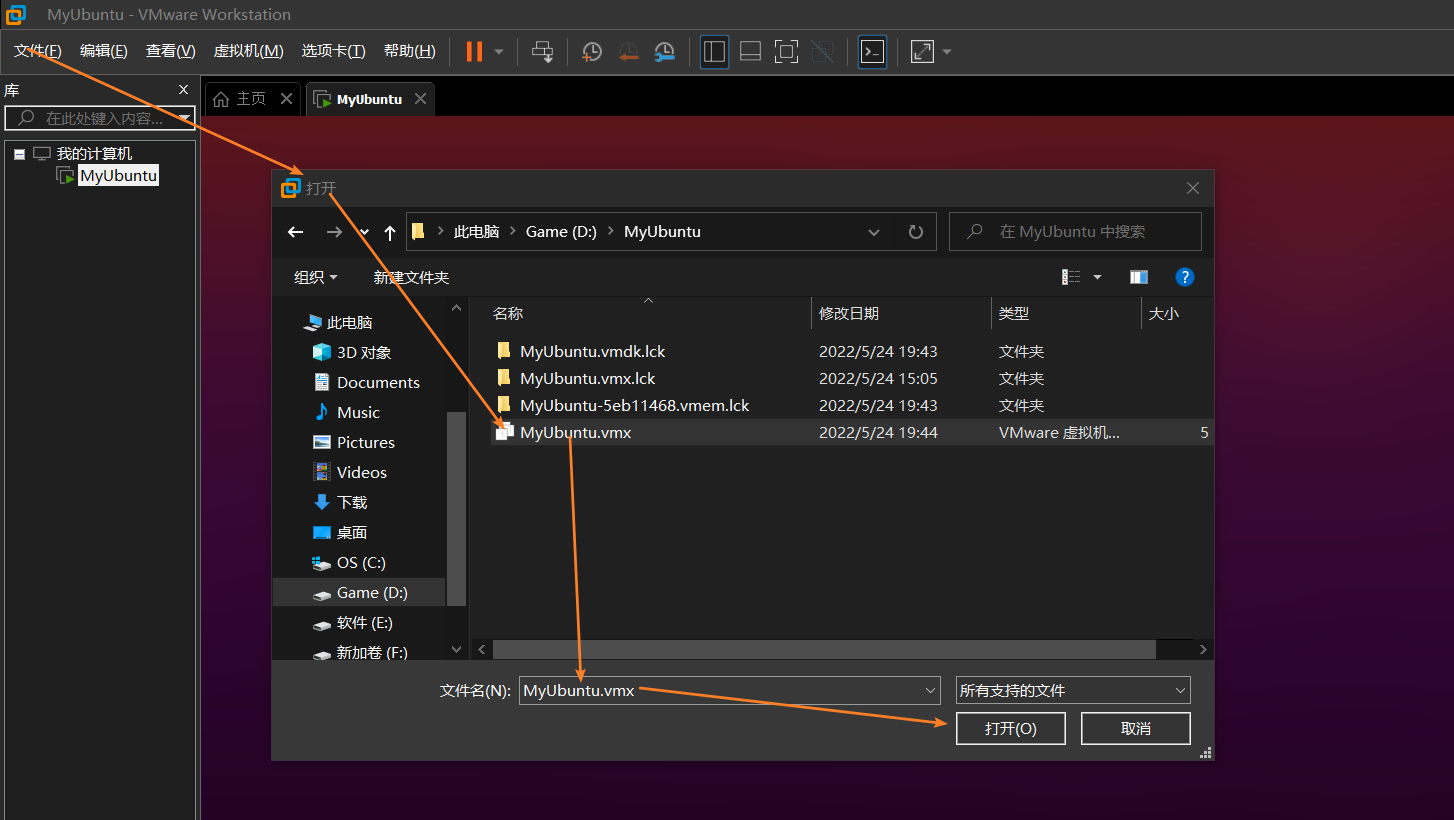 MyUbuntu - VMware Workstation
文件(F) 编辑(E) 查看(V) 虚拟机(M) 选项卡(T) 帮助(H)
库
主页
MyUbuntu
在此处键入内容...
我的计算机
MyUbuntu
打开
此电脑 Game (D:) MyUbuntu
在 MyUbuntu 中搜索
组织 新建文件夹
此电脑
3D 对象
Documents
Music
Pictures
Videos
下载
桌面
OS (C:)
Game (D:)
软件 (E:)
新加卷 (F:)
名称 修改日期 类型 大小
MyUbuntu.vmdk.lck 2022/5/24 19:43 文件夹
MyUbuntu.vmx.lck 2022/5/24 15:05 文件夹
MyUbuntu-5eb11468.vmem.lck 2022/5/24 19:43 文件夹
MyUbuntu.vmx 2022/5/24 19:44 VMware 虚拟机... 5
文件名(N): MyUbuntu.vmx 所有支持的文件
打开(O) 取消